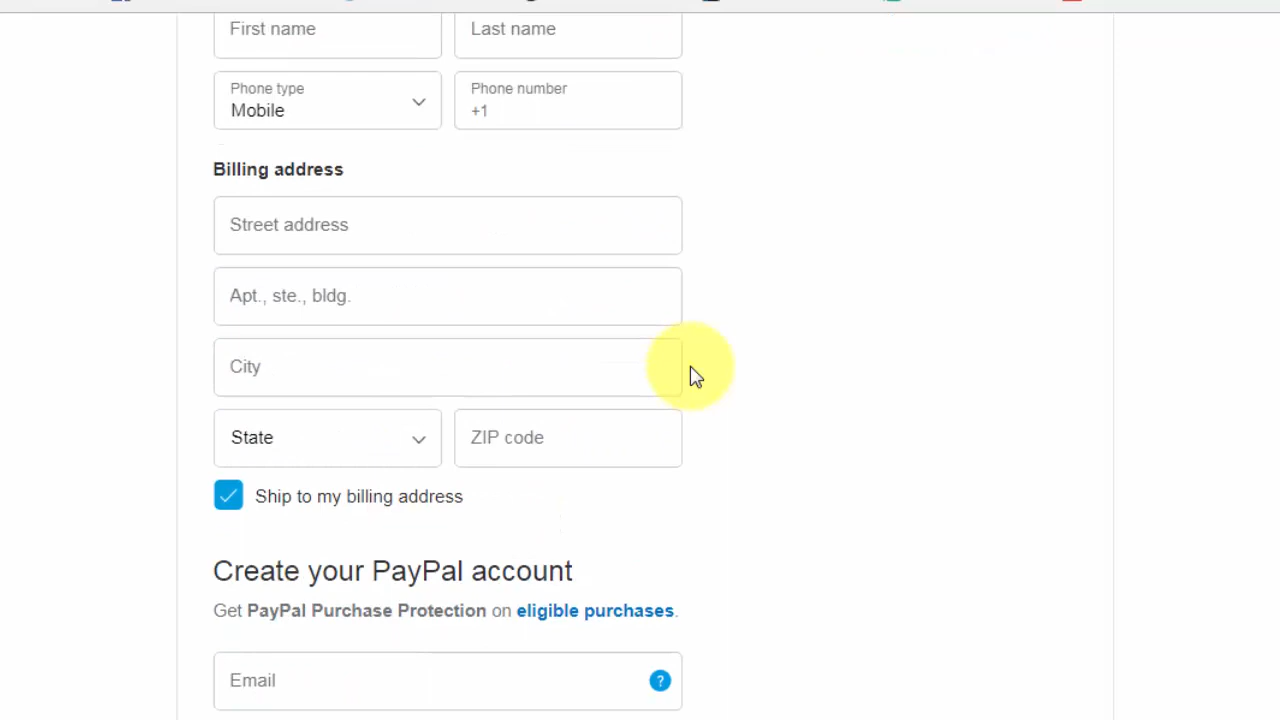 First name Last name
Phone type Phone number
Mobile +1
Billing address
Street address
Apt., ste., bldg.
City
State ZIP code
Ship to my billing address
Create your PayPal account
Get PayPal Purchase Protection on eligible purchases.
Email ?